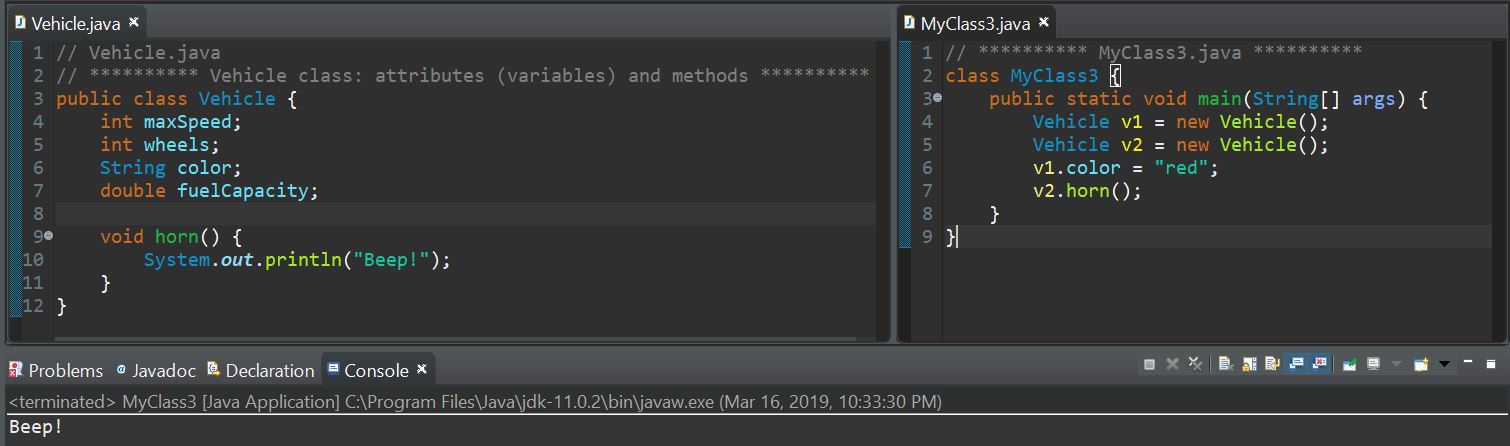 Vehicle.java
1 // Vehicle.java
2 // ********** Vehicle class: attributes (variables) and methods **********
3 public class Vehicle {
4     int maxSpeed;
5     int wheels;
6     String color;
7     double fuelCapacity;
8
9     void horn() {
10         System.out.println("Beep!");
11     }
12 }
MyClass3.java
1 // ********** MyClass3.java **********
2 class MyClass3 {
3     public static void main(String[] args) {
4         Vehicle v1 = new Vehicle();
5         Vehicle v2 = new Vehicle();
6         v1.color = "red";
7         v2.horn();
8     }
9 }
Problems @ Javadoc Declaration Console
<terminated> MyClass3 [Java Application] C:\Program Files\Java\jdk-11.0.2\bin\javaw.exe (Mar 16, 2019, 10:33:30 PM)
Beep!